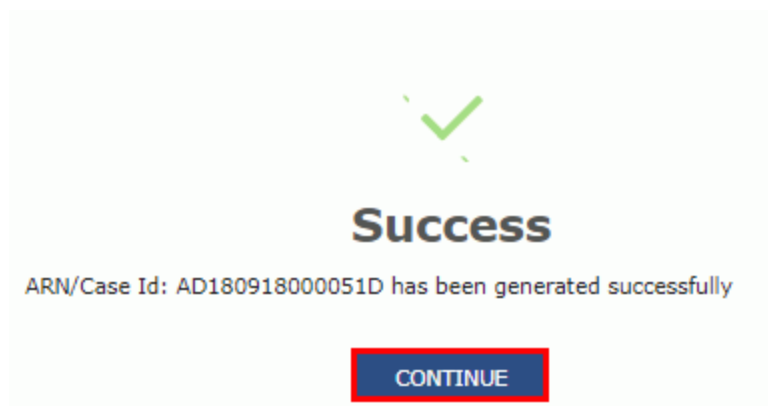 Success
ARN/Case Id: AD180918000051D has been generated successfully
CONTINUE